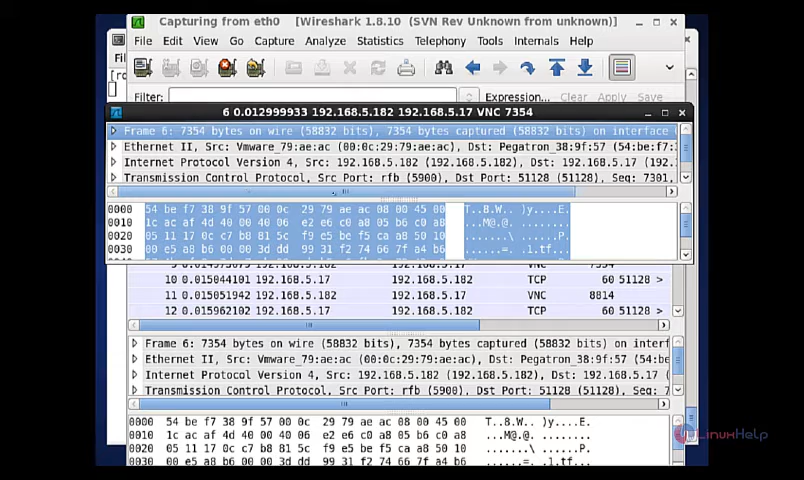 Capturing from eth0 [Wireshark 1.8.10 (SVN Rev Unknown from unknown)]
File Edit View Go Capture Analyze Statistics Telephony Tools Internals Help
Filter: Expression... Clear Apply Save
6 0.012999933 192.168.5.182 192.168.5.17 VNC 7354
Frame 6: 7354 bytes on wire (58832 bits), 7354 bytes captured (58832 bits) on interface
Ethernet II, Src: Vmware_79:ae:ac (00:0c:29:79:ae:ac), Dst: Pegatron_38:9f:57 (54:be:f7:
Internet Protocol Version 4, Src: 192.168.5.182 (192.168.5.182), Dst: 192.168.5.17 (192.
Transmission Control Protocol, Src Port: rfb (5900), Dst Port: 51128 (51128), Seq: 7301,
0000 54 be f7 38 9f 57 00 0c 29 79 ae ac 08 00 45 00 T..8.W.. )y....E.
0010 1c ac af 4d 40 00 40 06 e2 e6 c0 a8 05 b6 c0 a8 ...M@.@. ........
0020 05 11 17 0c c7 b8 81 5c f9 e5 be f5 ca a8 50 10 .......\ ......P.
0030 00 e5 a8 b6 00 00 3d dd 99 31 f2 74 66 7f a4 b6 ......=. .1.tf...
10 0.015044101 192.168.5.17 192.168.5.182 TCP 60 51128 >
11 0.015051942 192.168.5.182 192.168.5.17 VNC 8814
12 0.015962102 192.168.5.17 192.168.5.182 TCP 60 51128 >
Frame 6: 7354 bytes on wire (58832 bits), 7354 bytes captured (58832 bits) on interf
Ethernet II, Src: Vmware_79:ae:ac (00:0c:29:79:ae:ac), Dst: Pegatron_38:9f:57 (54:be
Internet Protocol Version 4, Src: 192.168.5.182 (192.168.5.182), Dst: 192.168.5.17 (
Transmission Control Protocol, Src Port: rfb (5900), Dst Port: 51128 (51128), Seq: 7
0000 54 be f7 38 9f 57 00 0c 29 79 ae ac 08 00 45 00 T..8.W.. )y....E.
0010 1c ac af 4d 40 00 40 06 e2 e6 c0 a8 05 b6 c0 a8 ...M@.@. ........
0020 05 11 17 0c c7 b8 81 5c f9 e5 be f5 ca a8 50 10 .......\ ......P.
0030 00 e5 a8 b6 00 00 3d dd 99 31 f2 74 66 7f a4 b6 ......=. .1.tf...
LinuxHelp